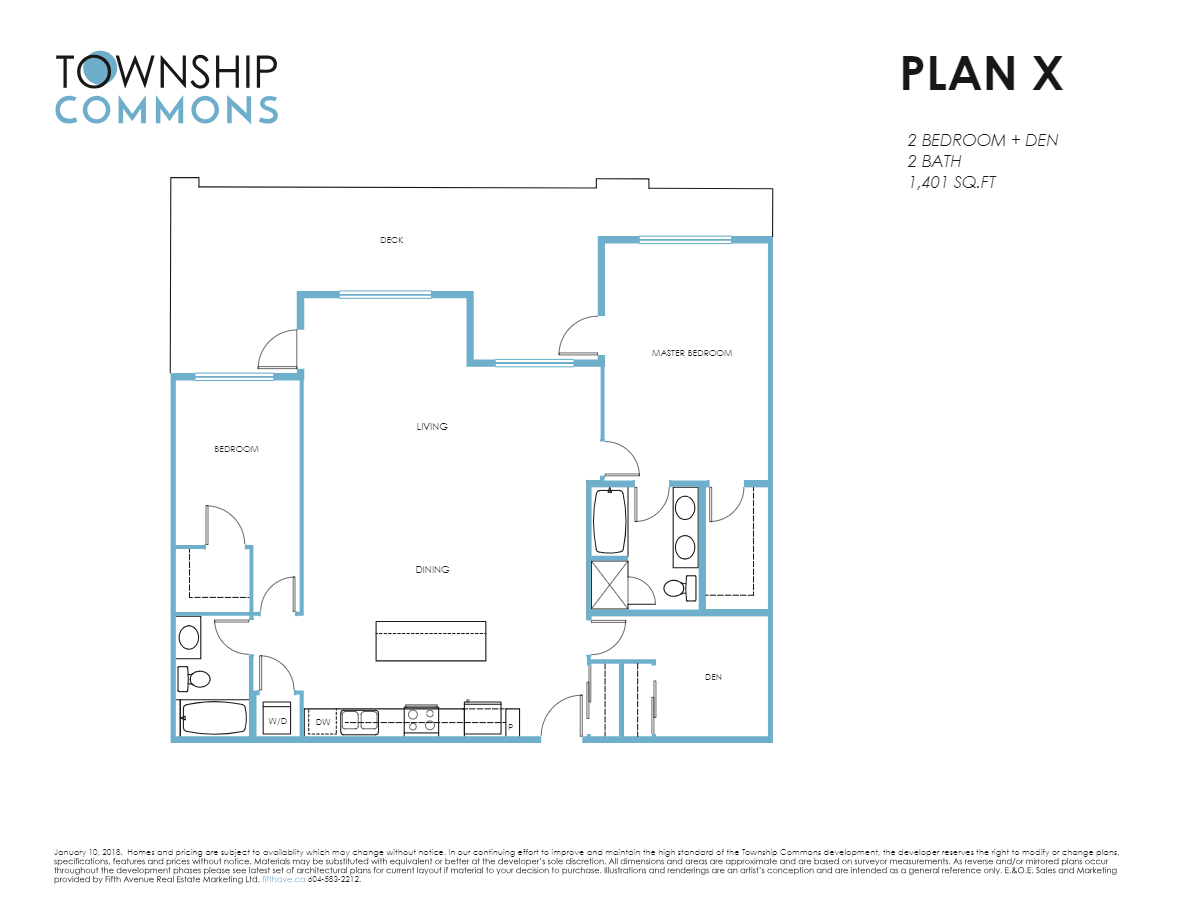 TOWNSHIP
COMMONS
PLAN X
2 BEDROOM + DEN
2 BATH
1,401 SQ.FT
DECK
MASTER BEDROOM
LIVING
BEDROOM
DINING
DEN
W/D
DW
P
January 10, 2018. Homes and pricing are subject to availablity which may change without notice. In our continuing effort to improve and maintain the high standard of the Township Commons development, the developer reserves the right to modify or change plans,
specifications, features and prices without notice. Materials may be substituted with equivalent or better at the developer's sole discretion. All dimensions and areas are approximate and are based on surveyor measurements. As reverse and/or mirrored plans occur
throughout the development phases please see latest set of architectural plans for current layout if material to your decision to purchase. Illustrations and renderings are an artist's conception and are intended as a general reference only. E.&O.E. Sales and Marketing
provided by Fifth Avenue Real Estate Marketing Ltd. fifthave.ca 604-583-2212.